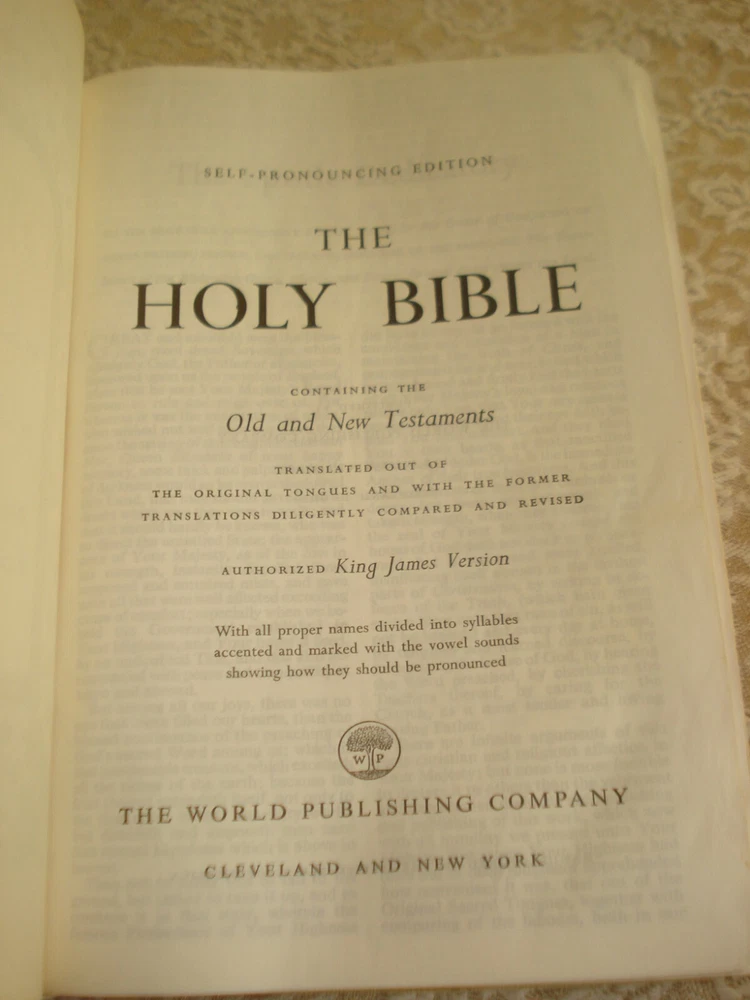 SELF-PRONOUNCING EDITION
THE
HOLY BIBLE
CONTAINING THE
Old and New Testaments
TRANSLATED OUT OF
THE ORIGINAL TONGUES AND WITH THE FORMER
TRANSLATIONS DILIGENTLY COMPARED AND REVISED
AUTHORIZED King James Version
With all proper names divided into syllables
accented and marked with the vowel sounds
showing how they should be pronounced
W P
THE WORLD PUBLISHING COMPANY
CLEVELAND AND NEW YORK